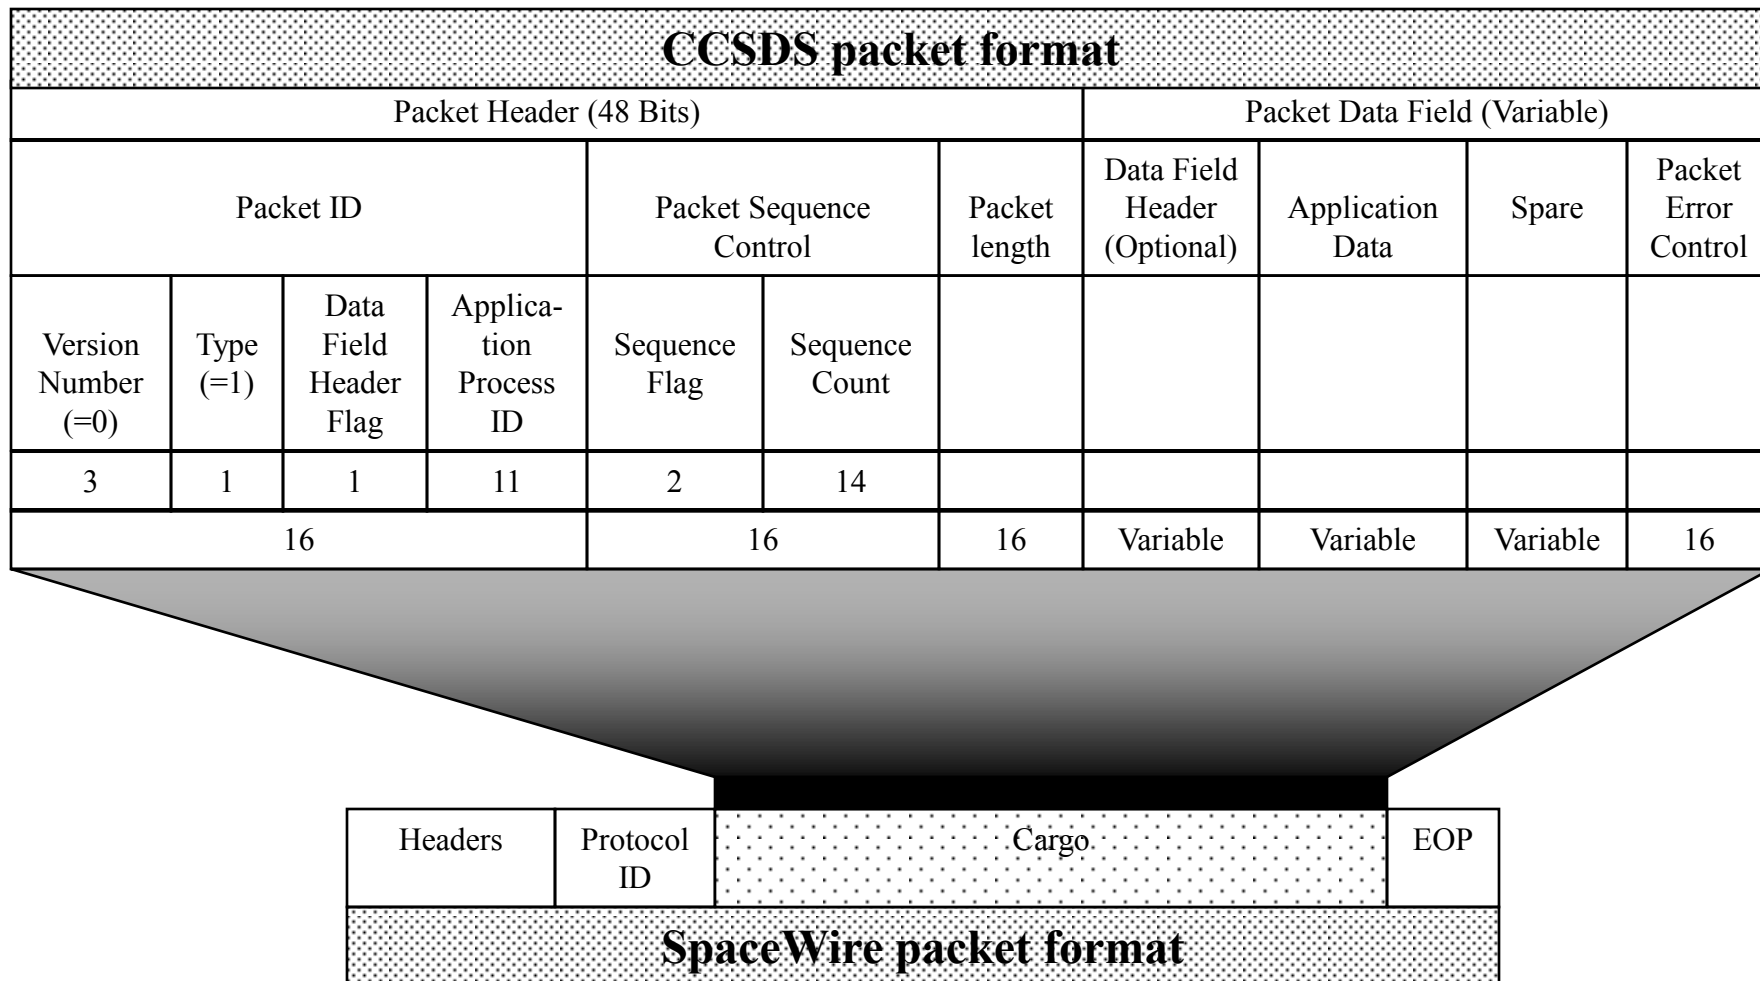 CCSDS packet format
Packet Header (48 Bits)
Packet Data Field (Variable)
Packet ID
Packet Sequence
Control
Packet
length
Data Field
Header
(Optional)
Application
Data
Spare
Packet
Error
Control
Version
Number
(=0)
Type
(=1)
Data
Field
Header
Flag
Applica-
tion
Process
ID
Sequence
Flag
Sequence
Count
3
1
1
11
2
14
16
16
16
Variable
Variable
Variable
16
Headers
Protocol
ID
Cargo
EOP
SpaceWire packet format